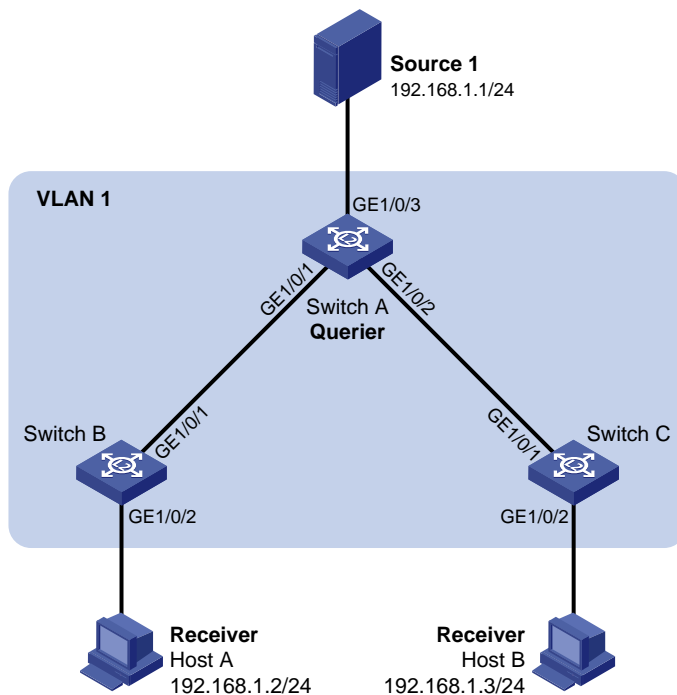 Source 1
192.168.1.1/24
VLAN 1
GE1/0/3
GE1/0/1
GE1/0/2
Switch A
Querier
Switch B
GE1/0/1
GE1/0/1
Switch C
GE1/0/2
GE1/0/2
Receiver
Host A
192.168.1.2/24
Receiver
Host B
192.168.1.3/24